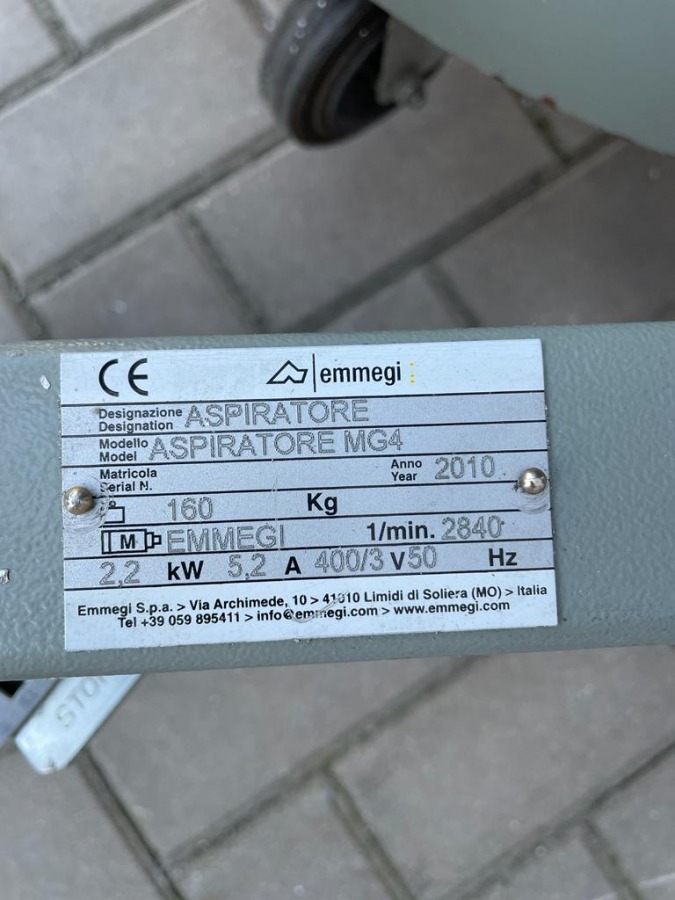 CE emmegi
Designazione
Designation ASPIRATORE
Modello
Model ASPIRATORE MG4
Matricola
Serial N. Anno
Year 2010
160 Kg
M EMMEGI 1/min. 2840
2,2 kW 5,2 A 400/3 V 50 Hz
Emmegi S.p.a. > Via Archimede, 10 > 41010 Limidi di Soliera (MO) > Italia
Tel +39 059 895411 > info@emmegi.com > www.emmegi.com